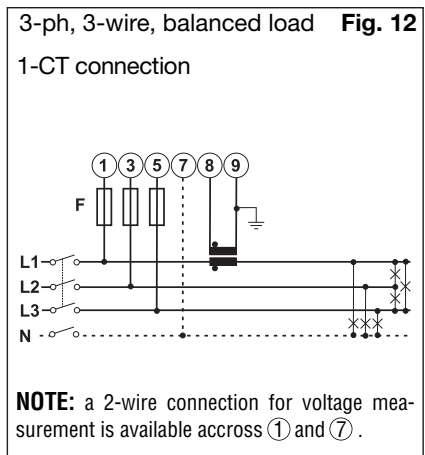 3-ph, 3-wire, balanced load Fig. 12
1-CT connection
1 3 5 7 8 9
F
L1
L2
L3
N
NOTE: a 2-wire connection for voltage mea-
surement is available accross 1 and 7 .